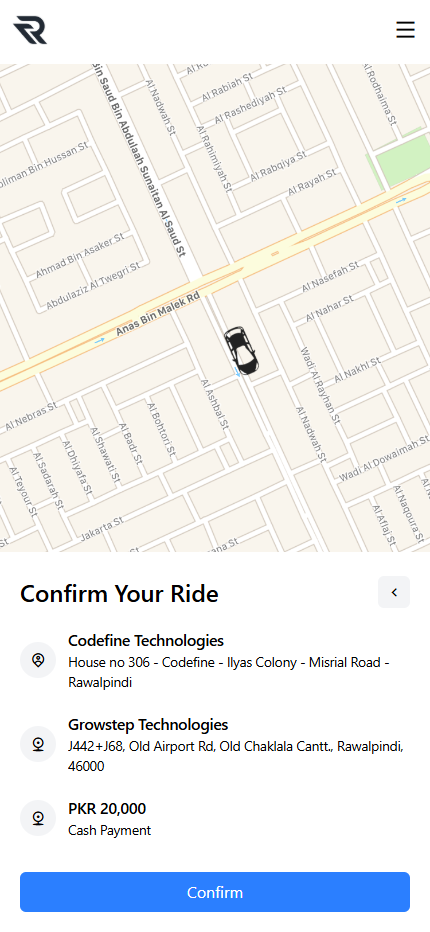 Bin Saud Bin Abdulaah Sunaitan Al Saud St
Al Nadwah St
Al Rabiah St
Al Rashediyah St
Al Rodhaima St
Al Rahimiyah St
Al Rabqiya St
Al Rayah St
oliman Bin Hussan St
Ahmad Bin Asaker St
Abdulaziz Al Twegri St
Anas Bin Malek Rd
Al Nasefah St
Al Nahar St
Al Nakhl St
Wadi Al Rayhan St
Al Nadwah St
Wadi Al Dowaimah St
Al Ashbal St
Al Nebras St
Al Bohtori St
Al Badr St
Al Shawati St
Al Dhiyafa St
Al Sadarah St
Al Teyour St
Jakarta St
ana St
Al Aflaj St
Al Naqoura St
Confirm Your Ride
Codefine Technologies
House no 306 - Codefine - Ilyas Colony - Misrial Road -
Rawalpindi
Growstep Technologies
J442+J68, Old Airport Rd, Old Chaklala Cantt., Rawalpindi,
46000
PKR 20,000
Cash Payment
Confirm